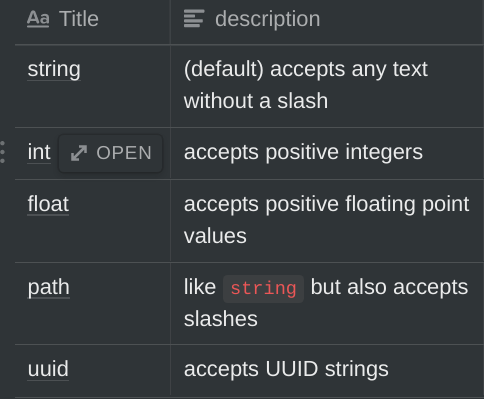 Aa Title description
string (default) accepts any text
without a slash
int OPEN accepts positive integers
float accepts positive floating point
values
path like string but also accepts
slashes
uuid accepts UUID strings